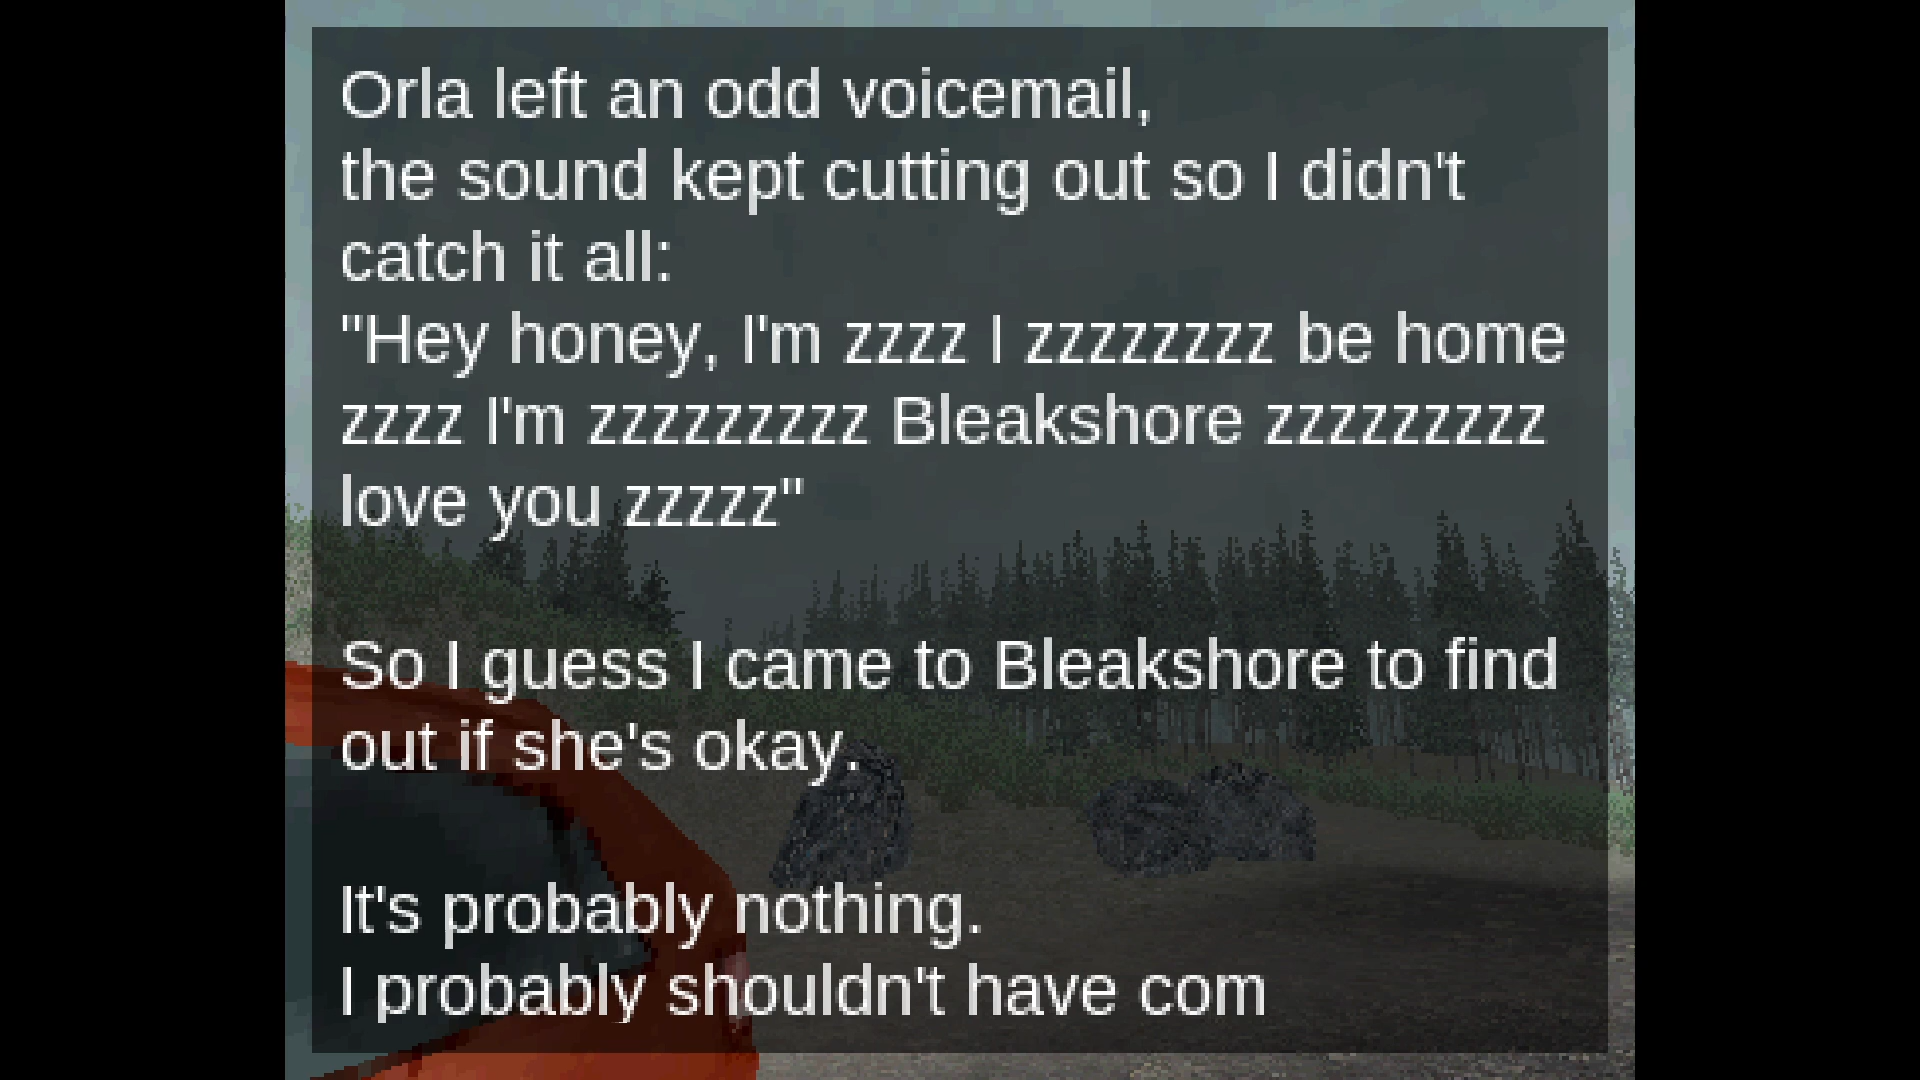 Orla left an odd voicemail,
the sound kept cutting out so I didn't
catch it all:
"Hey honey, I'm zzzz I zzzzzzzz be home
zzzz I'm zzzzzzzzz Bleakshore zzzzzzzzz
love you zzzzz"
So I guess I came to Bleakshore to find
out if she's okay.
It's probably nothing.
I probably shouldn't have com